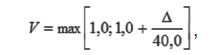 V = max[1,0; 1,0 + Δ/40,0],